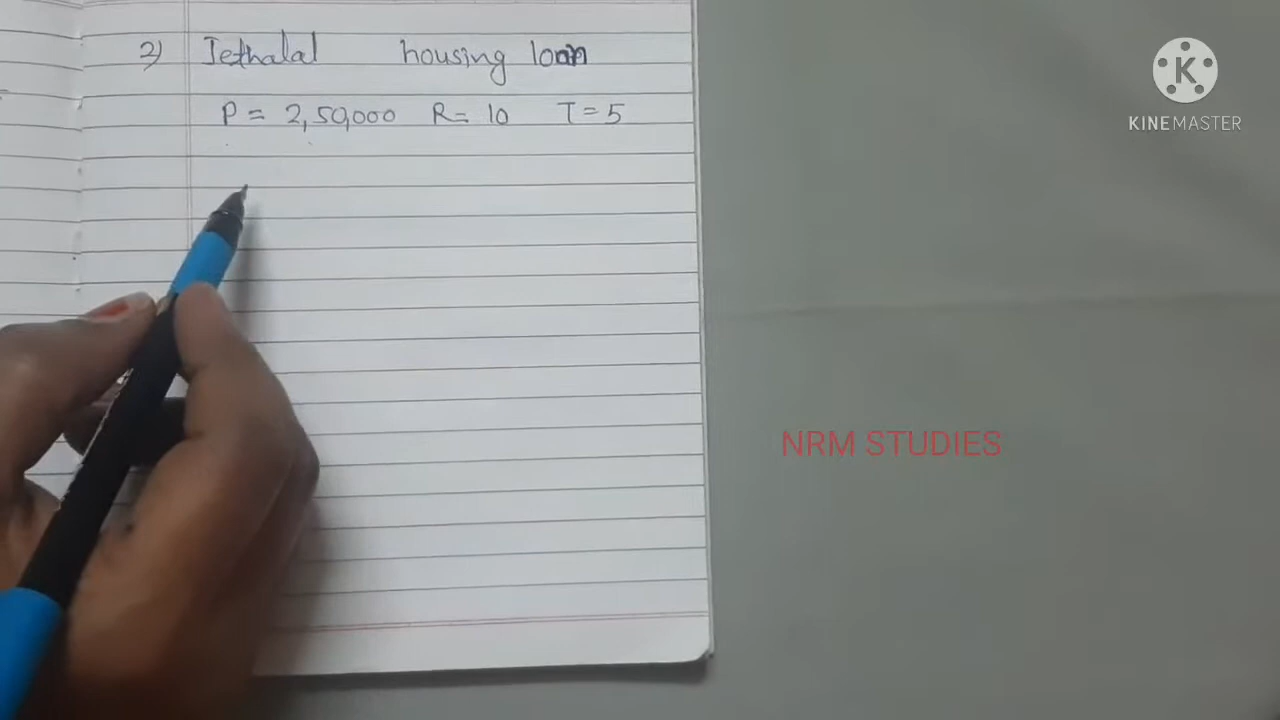 2) Jethalal housing loan
P = 2,50,000 R = 10 T = 5
KINEMASTER
NRM STUDIES